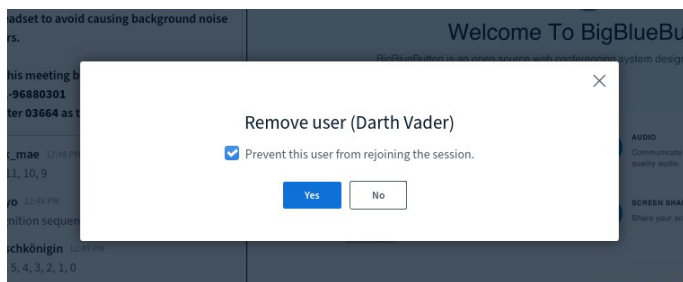 eadset to avoid causing background noise
rs.
his meeting b
-96880301
ter 03664 as t
_mae 12:48 PM
11, 10, 9
yo 12:48 PM
nition sequen
schkönigin 12:49 PM
5, 4, 3, 2, 1, 0
Welcome To BigBlueBu
BigBlueButton is an open source web conferencing system desig
Remove user (Darth Vader)
Prevent this user from rejoining the session.
Yes
No
AUDIO
Communicate
quality audio.
SCREEN SHA
Share your sc